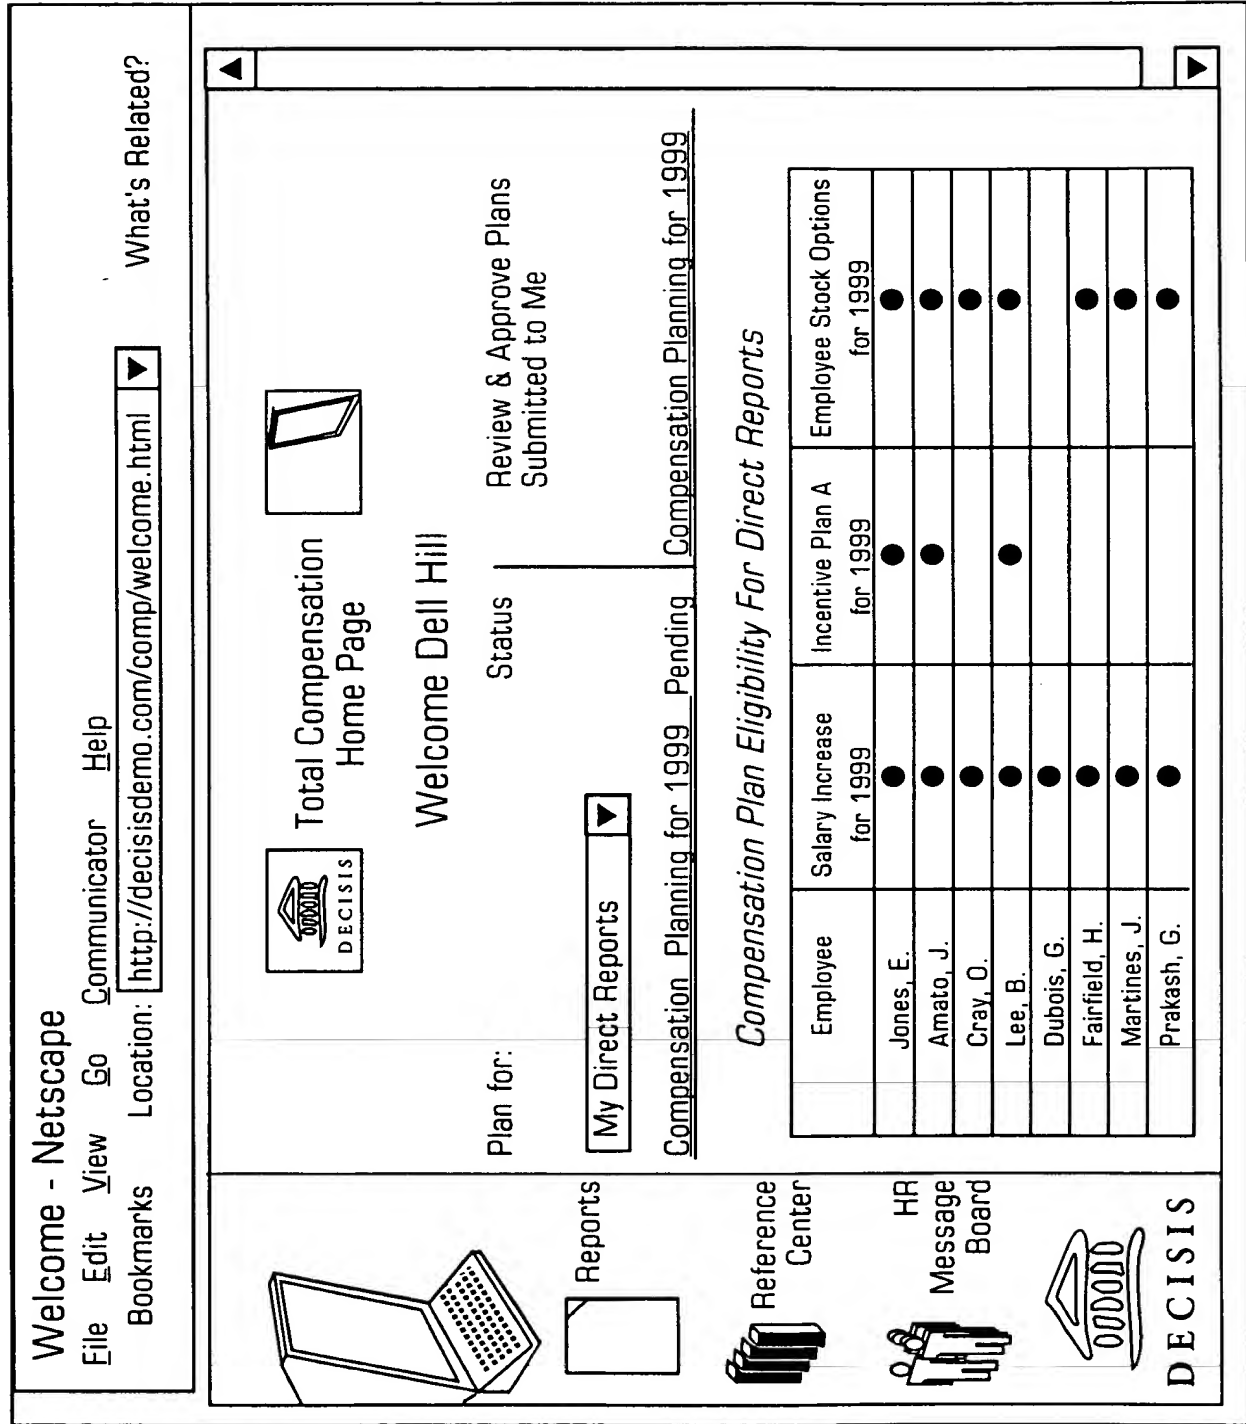 Welcome - Netscape
File Edit View Go Communicator Help
Bookmarks Location: http://decisisdemo.com/comp/welcome.html What's Related?
DECISIS
Total Compensation
Home Page
Welcome Dell Hill
Plan for:
Status
Review & Approve Plans
Submitted to Me
My Direct Reports
Compensation Planning for 1999 Pending Compensation Planning for 1999
Compensation Plan Eligibility For Direct Reports
Employee
Salary Increase
for 1999
Incentive Plan A
for 1999
Employee Stock Options
for 1999
Jones, E.
Amato, J.
Cray, O.
Lee, B.
Dubois, G.
Fairfield, H.
Martines, J.
Prakash, G.
Reports
Reference
Center
HR
Message
Board
DECISIS